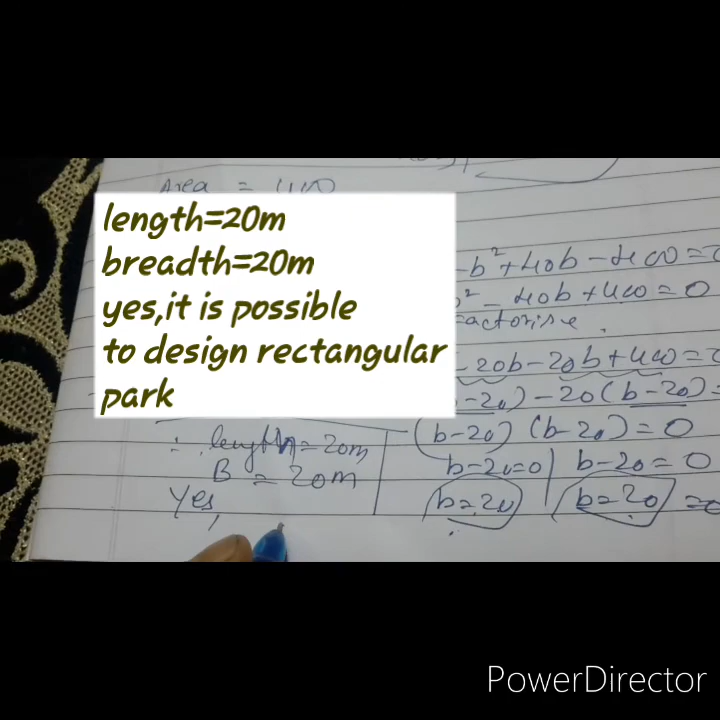 Area = 400
length=20m
breadth=20m
yes,it is possible
to design rectangular
park
-b²+40b-400=0
b²-40b+400=0
Factorise.
-20b-20b+400=0
-20)-20(b-20)=
(b-20)(b-20)=0
b-20=0 b-20=0
b=20 b=20
∴ length=20m
B = 20m
Yes,
PowerDirector